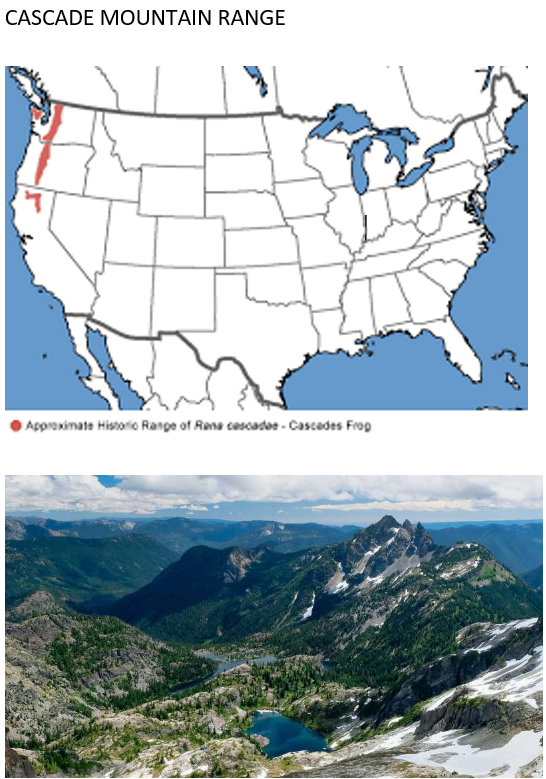 CASCADE MOUNTAIN RANGE
Approximate Historic Range of Rana cascadae - Cascades Frog